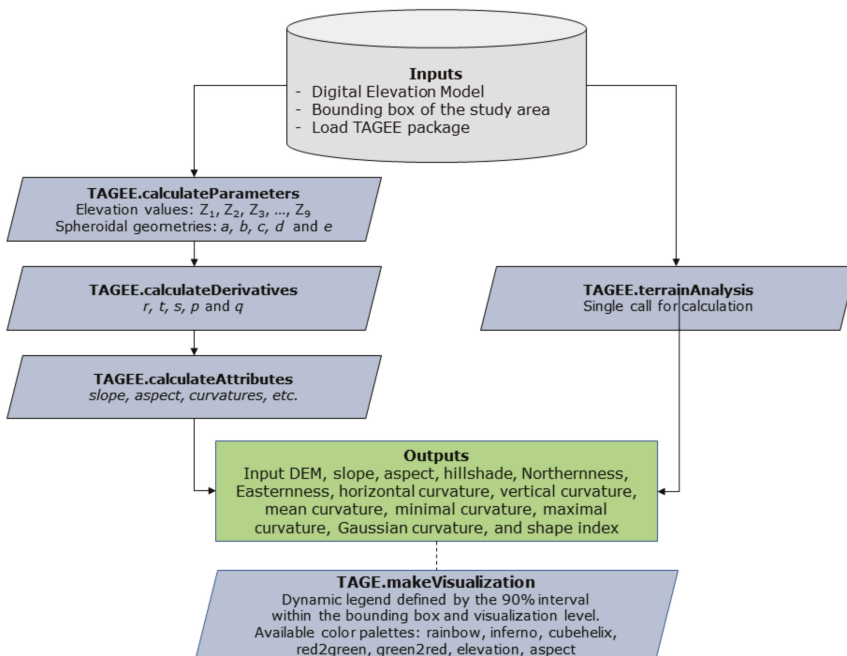 Inputs
- Digital Elevation Model
- Bounding box of the study area
- Load TAGEE package
TAGEE.calculateParameters
Elevation values: Z1, Z2, Z3, ..., Z9
Spheroidal geometries: a, b, c, d and e
TAGEE.calculateDerivatives
r, t, s, p and q
TAGEE.terrainAnalysis
Single call for calculation
TAGEE.calculateAttributes
slope, aspect, curvatures, etc.
Outputs
Input DEM, slope, aspect, hillshade, Northernness,
Easternness, horizontal curvature, vertical curvature,
mean curvature, minimal curvature, maximal
curvature, Gaussian curvature, and shape index
TAGE.makeVisualization
Dynamic legend defined by the 90% interval
within the bounding box and visualization level.
Available color palettes: rainbow, inferno, cubehelix,
red2green, green2red, elevation, aspect